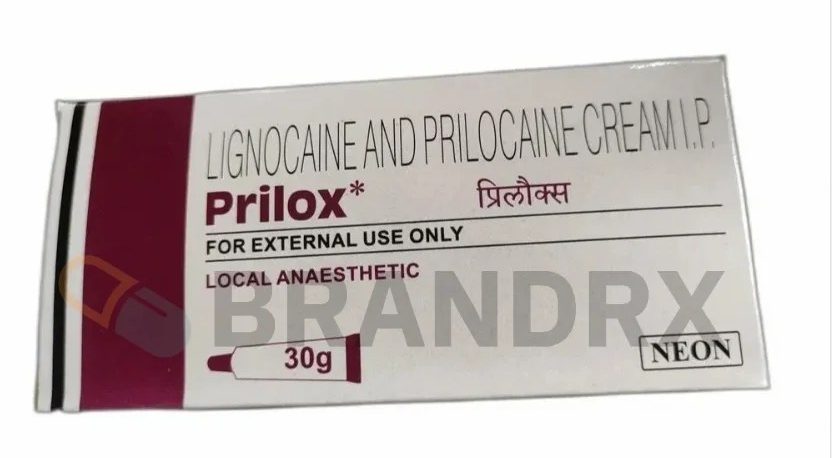 LIGNOCAINE AND PRILOCAINE CREAM I.P.
Prilox* प्रिलौक्स
FOR EXTERNAL USE ONLY
LOCAL ANAESTHETIC
BRANDRX
30g
NEON